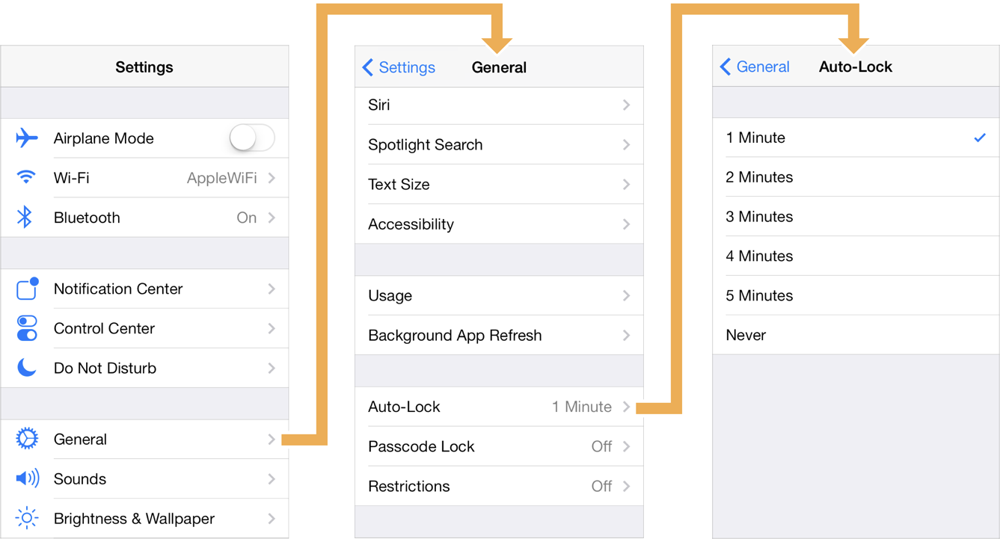 Settings
Airplane Mode
Wi-Fi AppleWiFi
Bluetooth On
Notification Center
Control Center
Do Not Disturb
General
Sounds
Brightness & Wallpaper
Settings General
Siri
Spotlight Search
Text Size
Accessibility
Usage
Background App Refresh
Auto-Lock 1 Minute
Passcode Lock Off
Restrictions Off
General Auto-Lock
1 Minute
2 Minutes
3 Minutes
4 Minutes
5 Minutes
Never